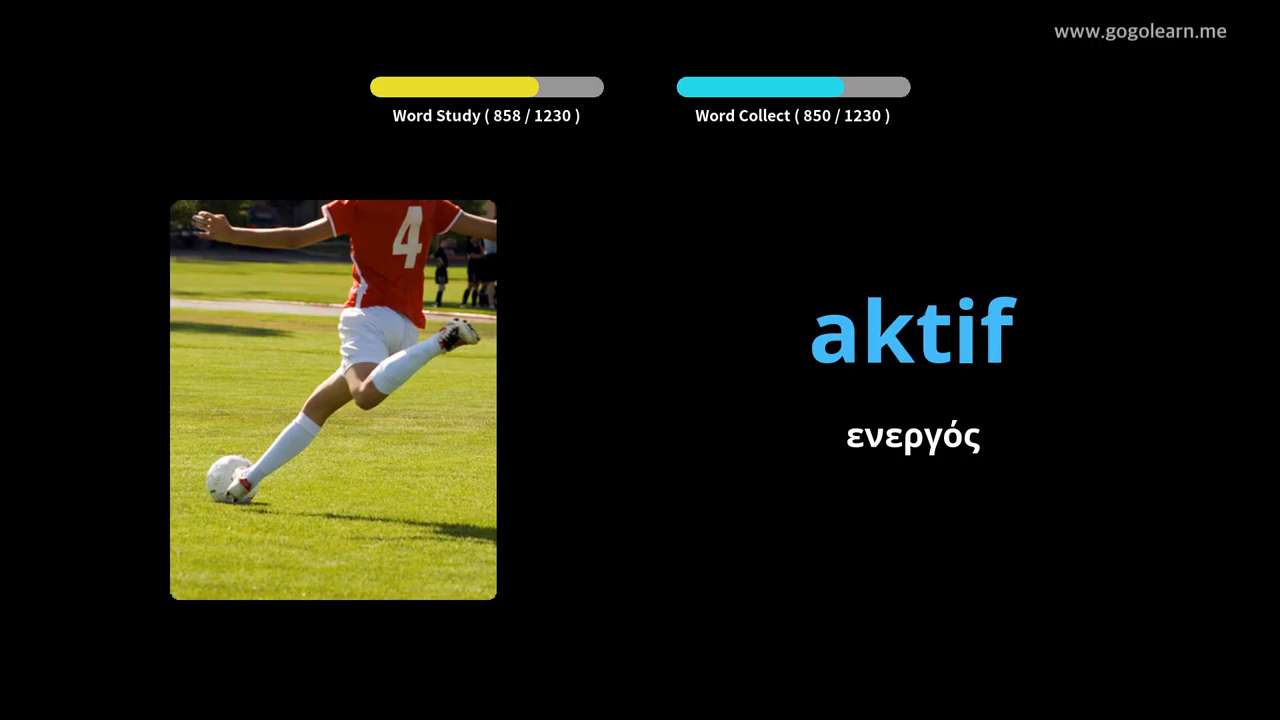 www.gogolearn.me
Word Study ( 858 / 1230 )
Word Collect ( 850 / 1230 )
4
aktif
ενεργός